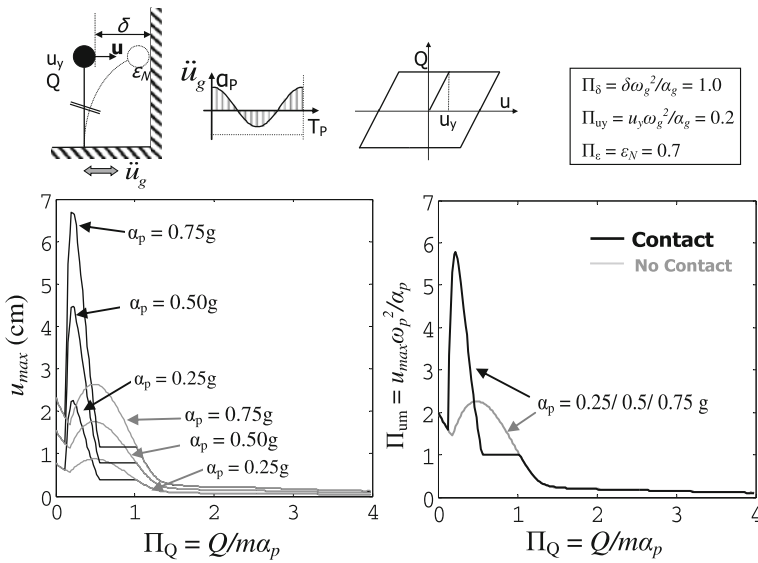 δ
u
u_y
Q
ε_N
ü_g
ü_g
α_P
T_P
Q
u
u_y
Π_δ = δω_g²/α_g = 1.0
Π_uy = u_yω_g²/α_g = 0.2
Π_ε = ε_N = 0.7
7
6
5
4
3
2
1
0
u_max (cm)
α_p = 0.75g
α_p = 0.50g
α_p = 0.25g
α_p = 0.75g
α_p = 0.50g
α_p = 0.25g
0 1 2 3 4
Π_Q = Q/mα_p
7
6
5
4
3
2
1
0
Π_um = u_maxω_p²/α_p
Contact
No Contact
α_p = 0.25/ 0.5/ 0.75 g
0 1 2 3 4
Π_Q = Q/mα_p